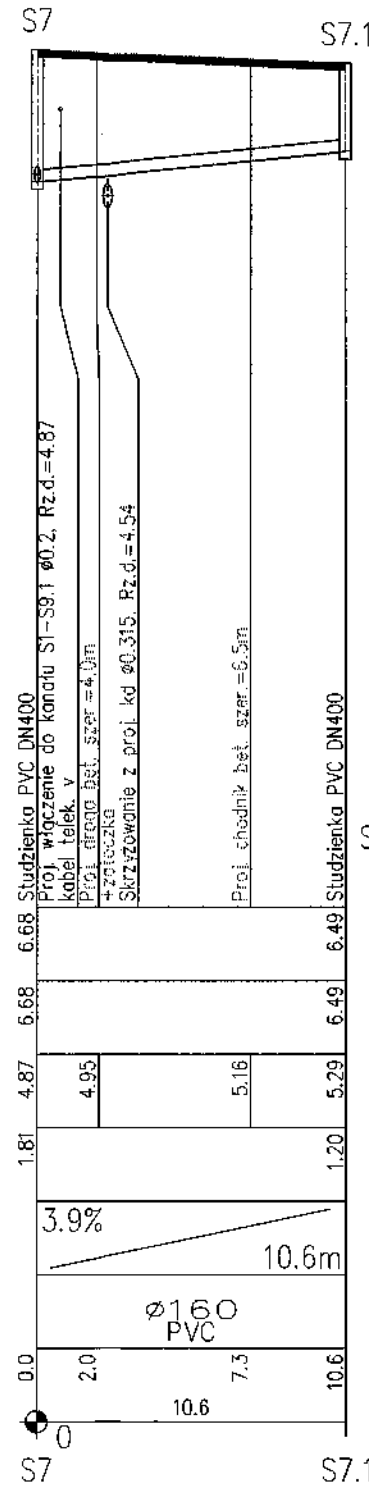 S7
S7.1
Studzienka PVC DN400
Proj. włączenie do kanału S1-S9.1 ø0.2, Rz.d.=4.87
kabel telek. v
Proj. droga bet. szer.=4.0m
+zatoczka
Skrzyżowanie z proj. kd ø0.315, Rz.d.=4.54
Proj. chodnik bet. szer.=6.5m
Studzienka PVC DN400
6.68
6.49
6.68
6.49
4.87
4.95
5.16
5.29
1.81
1.20
3.9%
10.6m
ø160
PVC
0.0
2.0
7.3
10.6
10.6
0
S7
S7.1